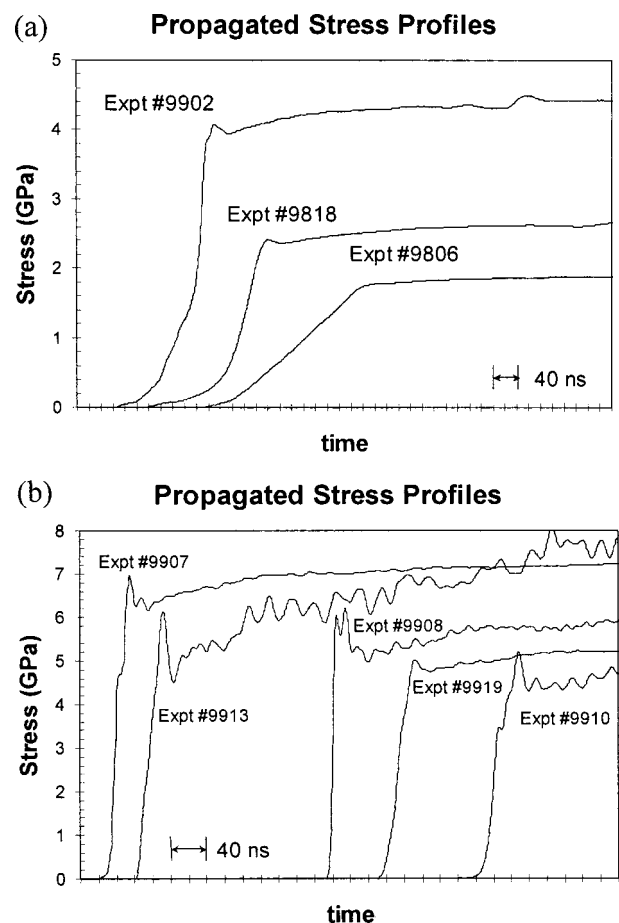 (a) Propagated Stress Profiles
5
4
3
2
1
0
Stress (GPa)
Expt #9902
Expt #9818
Expt #9806
40 ns
time
(b) Propagated Stress Profiles
8
7
6
5
4
3
2
1
0
Stress (GPa)
Expt #9907
Expt #9908
Expt #9919
Expt #9913
Expt #9910
40 ns
time